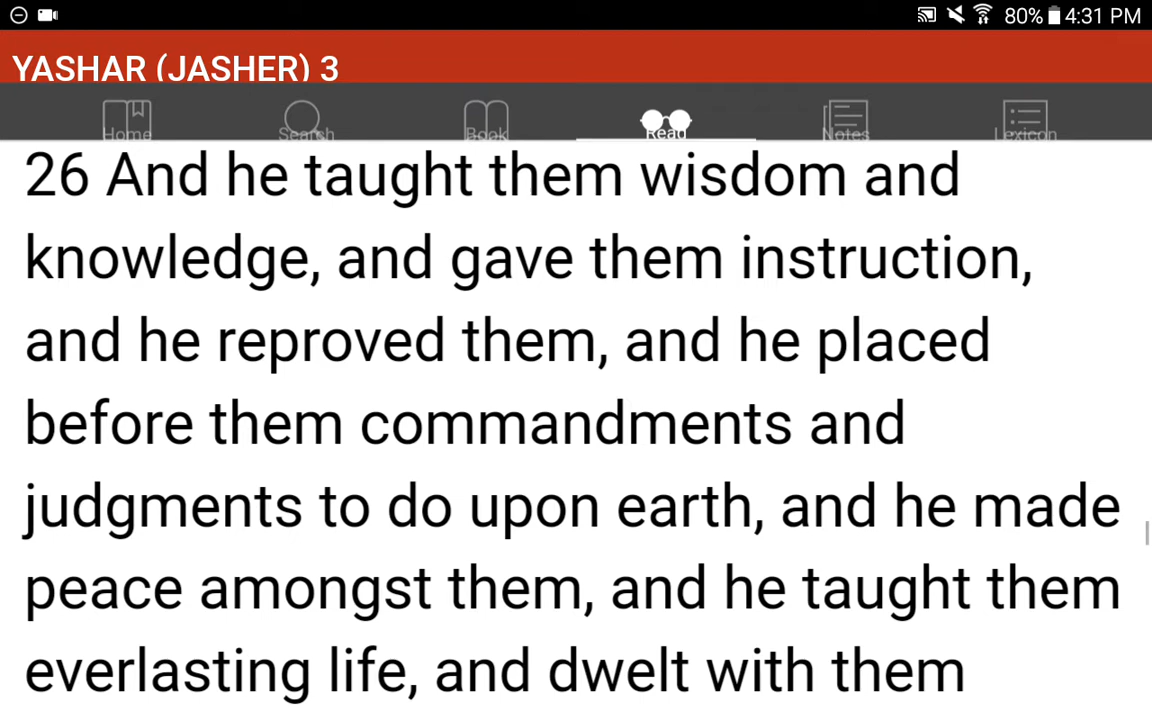 80% 4:31 PM
YASHAR (JASHER) 3
Home Search Book Read Notes Lexicon
26 And he taught them wisdom and
knowledge, and gave them instruction,
and he reproved them, and he placed
before them commandments and
judgments to do upon earth, and he made
peace amongst them, and he taught them
everlasting life, and dwelt with them